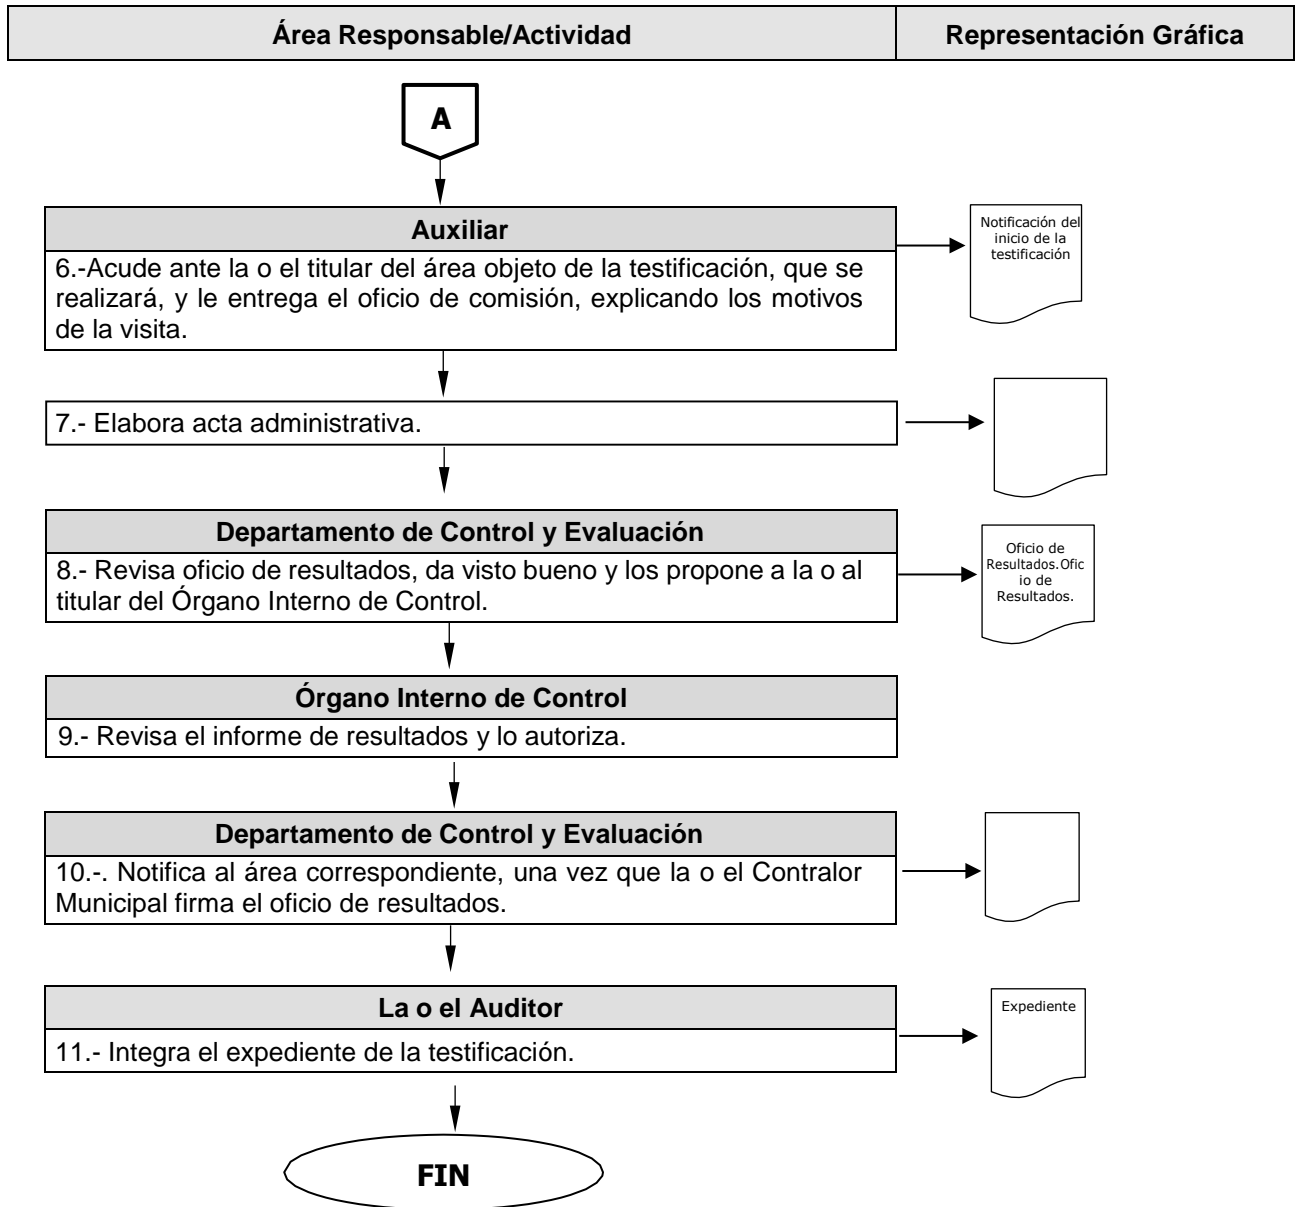 Área Responsable/Actividad
Representación Gráfica
A
Auxiliar
6.-Acude ante la o el titular del área objeto de la testificación, que se
realizará, y le entrega el oficio de comisión, explicando los motivos
de la visita.
Notificación del
inicio de la
testificación
7.- Elabora acta administrativa.
Departamento de Control y Evaluación
8.- Revisa oficio de resultados, da visto bueno y los propone a la o al
titular del Órgano Interno de Control.
Oficio de
Resultados.Ofic
io de
Resultados.
Órgano Interno de Control
9.- Revisa el informe de resultados y lo autoriza.
Departamento de Control y Evaluación
10.-. Notifica al área correspondiente, una vez que la o el Contralor
Municipal firma el oficio de resultados.
La o el Auditor
11.- Integra el expediente de la testificación.
Expediente
FIN